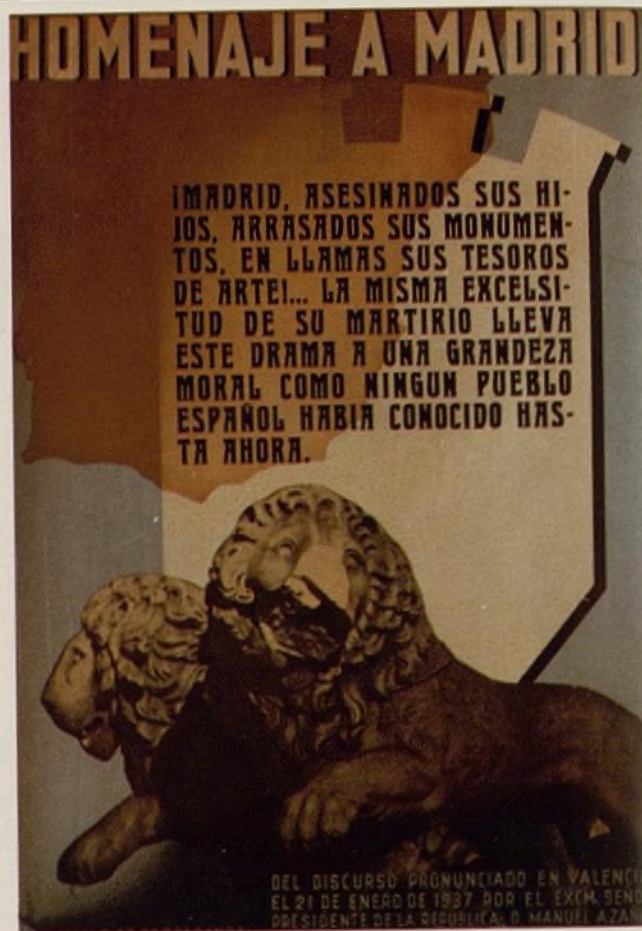 HOMENAJE A MADRID
¡MADRID, ASESINADOS SUS HI-
JOS, ARRASADOS SUS MONUMEN-
TOS, EN LLAMAS SUS TESOROS
DE ARTE!... LA MISMA EXCELSI-
TUD DE SU MARTIRIO LLEVA
ESTE DRAMA A UNA GRANDEZA
MORAL COMO NINGUN PUEBLO
ESPAÑOL HABIA CONOCIDO HAS-
TA AHORA.
DEL DISCURSO PRONUNCIADO EN VALENCI
EL 21 DE ENERO DE 1937 POR EL EXCM. SEÑO
PRESIDENTE DE LA REPUBLICA D. MANUEL AZAÑ